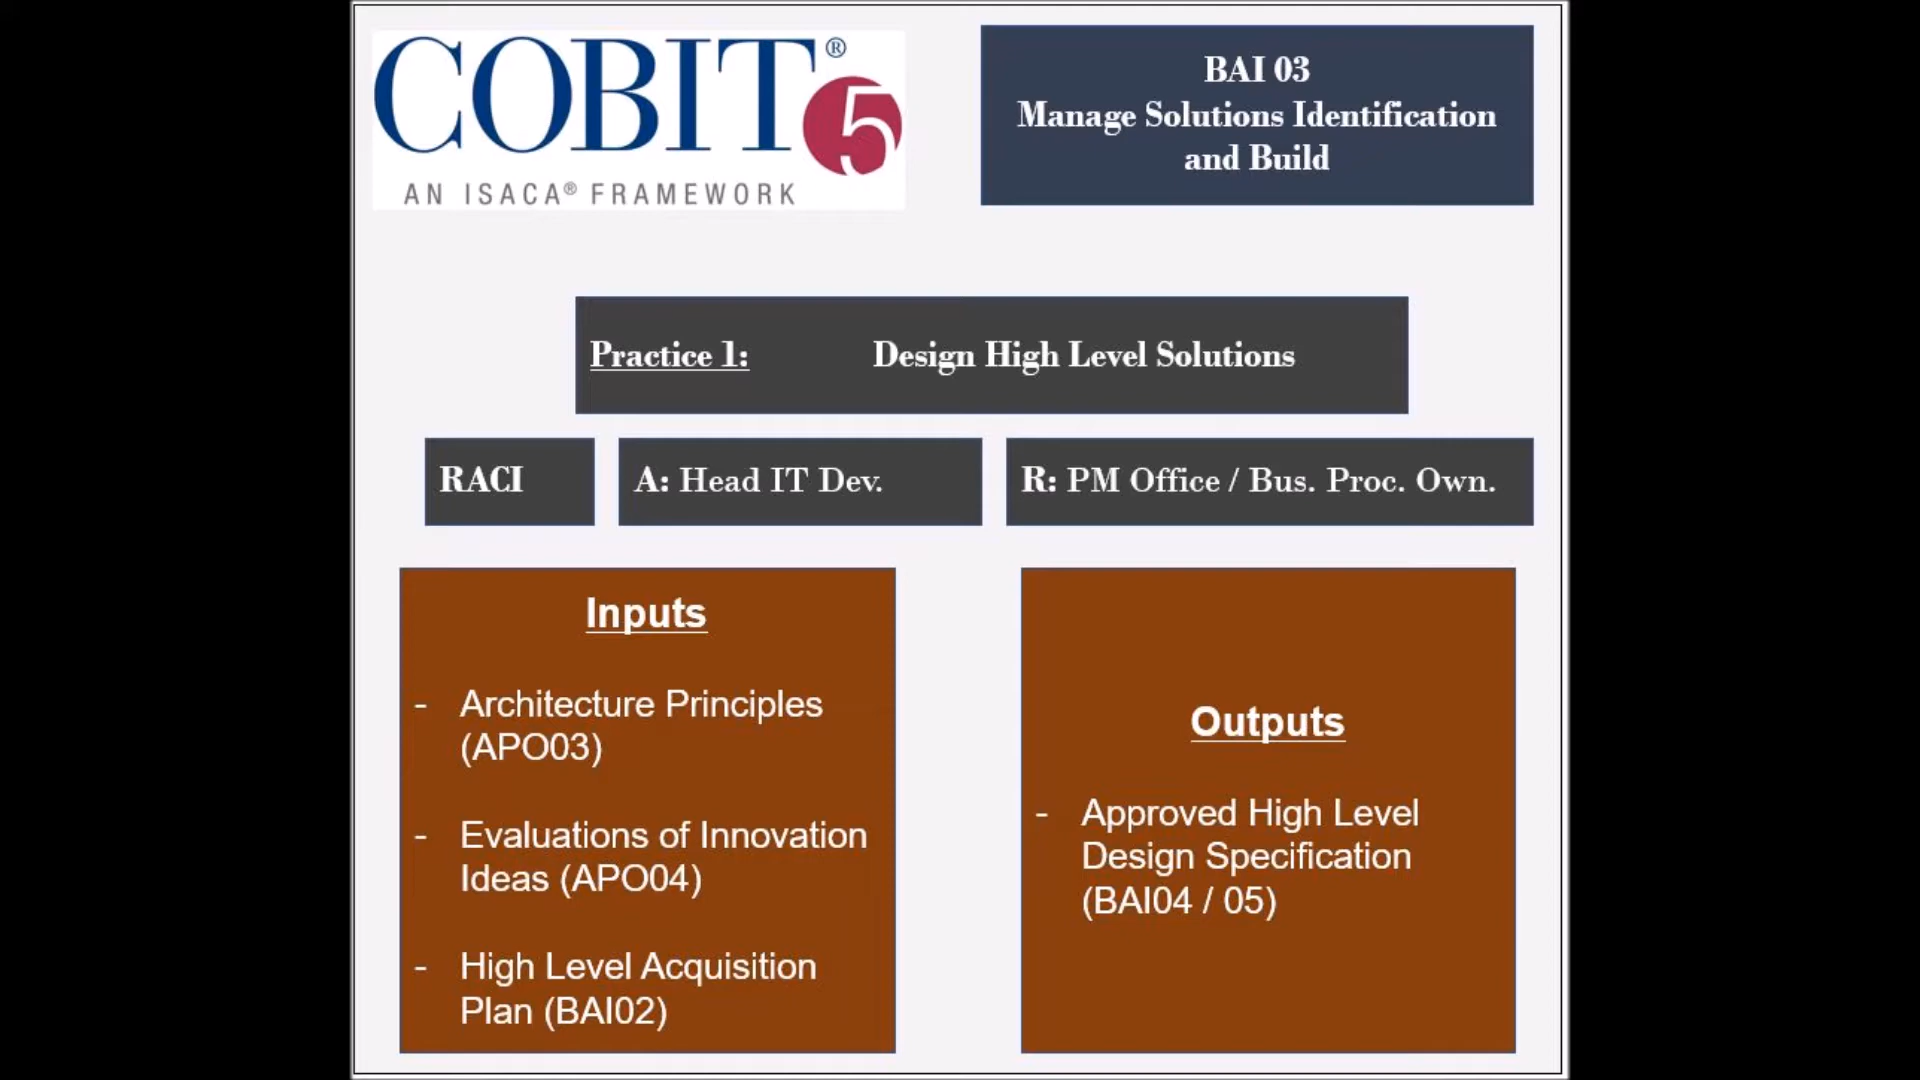 COBIT® 5
AN ISACA® FRAMEWORK
BAI 03
Manage Solutions Identification
and Build
Practice 1: Design High Level Solutions
RACI
A: Head IT Dev.
R: PM Office / Bus. Proc. Own.
Inputs
- Architecture Principles
(APO03)
- Evaluations of Innovation
Ideas (APO04)
- High Level Acquisition
Plan (BAI02)
Outputs
- Approved High Level
Design Specification
(BAI04 / 05)